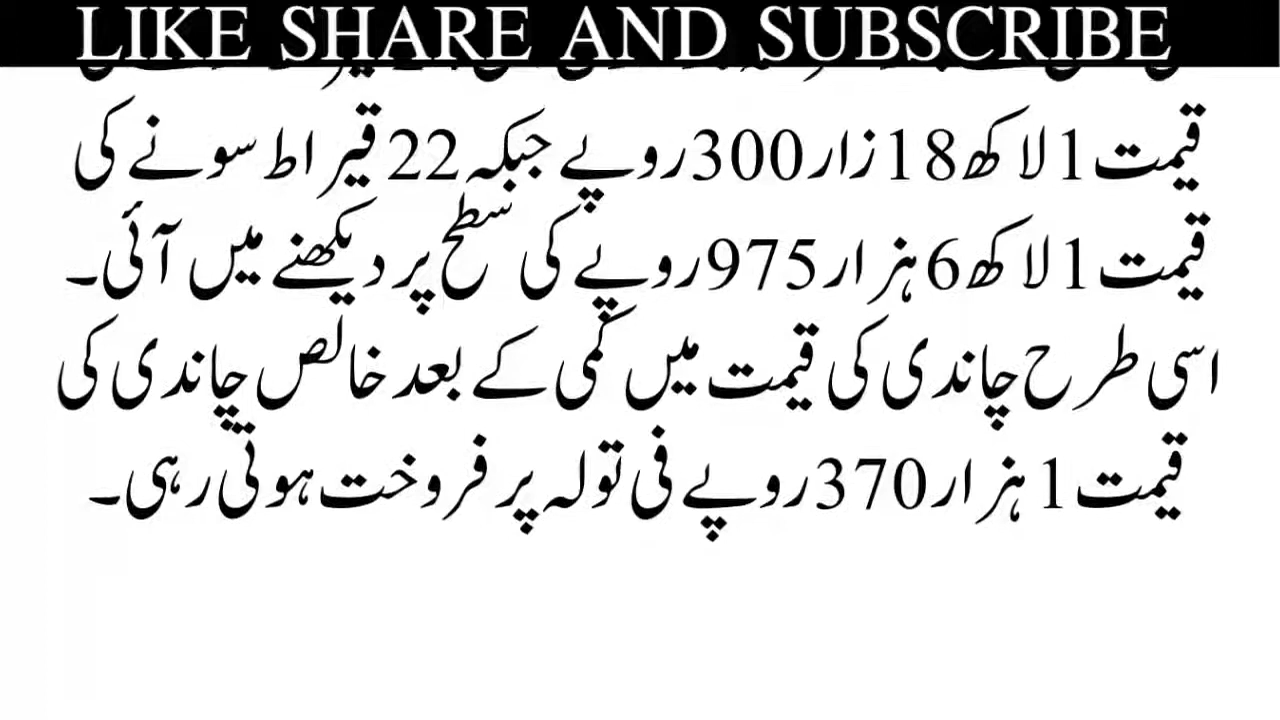 LIKE SHARE AND SUBSCRIBE
قیمت 1 لاکھ 18 زار 300 روپے جبکہ 22 قیراط سونے کی
قیمت 1 لاکھ 6 ہزار 975 روپے کی سطح پر دیکھنے میں آئی۔
اسی طرح چاندی کی قیمت میں کمی کے بعد خالص چاندی کی
قیمت 1 ہزار 370 روپے فی تولہ پر فروخت ہوتی رہی۔